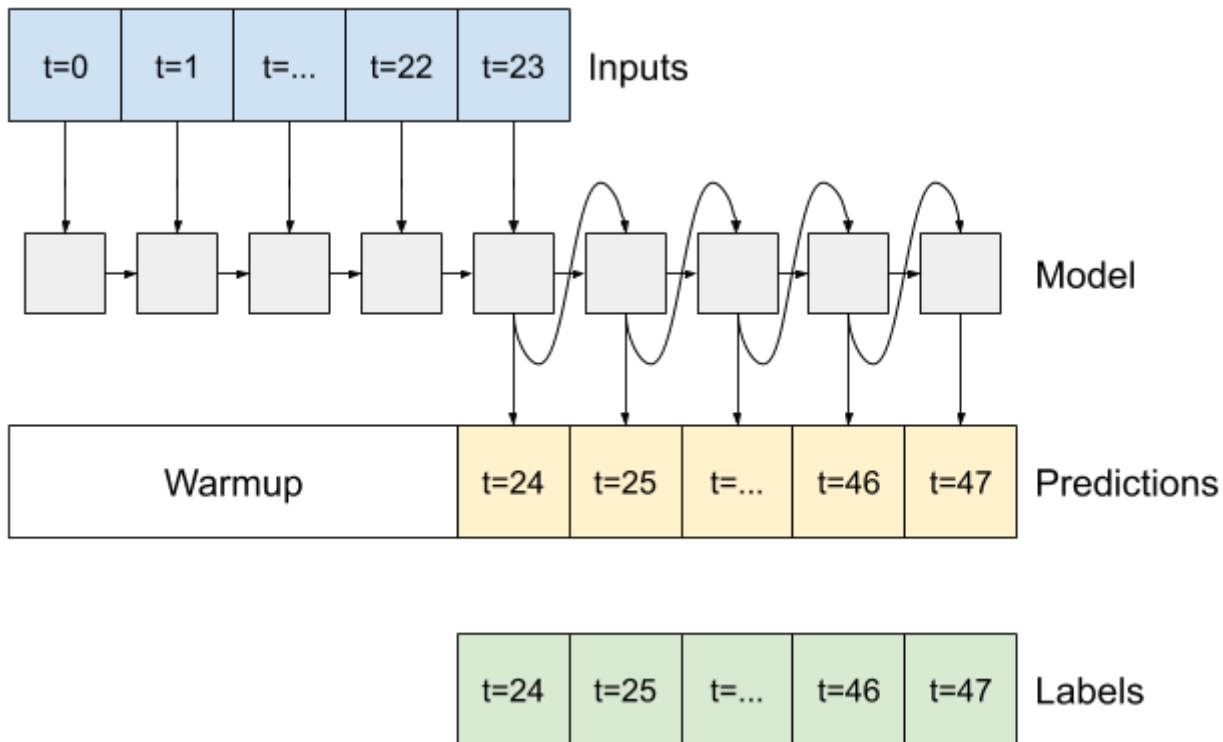 t=0 t=1 t=... t=22 t=23 Inputs
Model
Warmup t=24 t=25 t=... t=46 t=47 Predictions
t=24 t=25 t=... t=46 t=47 Labels